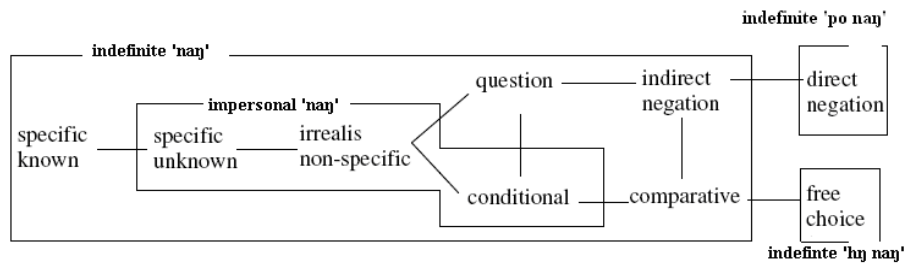 indefinite 'po naŋ'
indefinite 'naŋ'
question
indirect
negation
direct
negation
impersonal 'naŋ'
specific
known
specific
unknown
irrealis
non-specific
conditional
comparative
free
choice
indefinte 'hŋ naŋ'